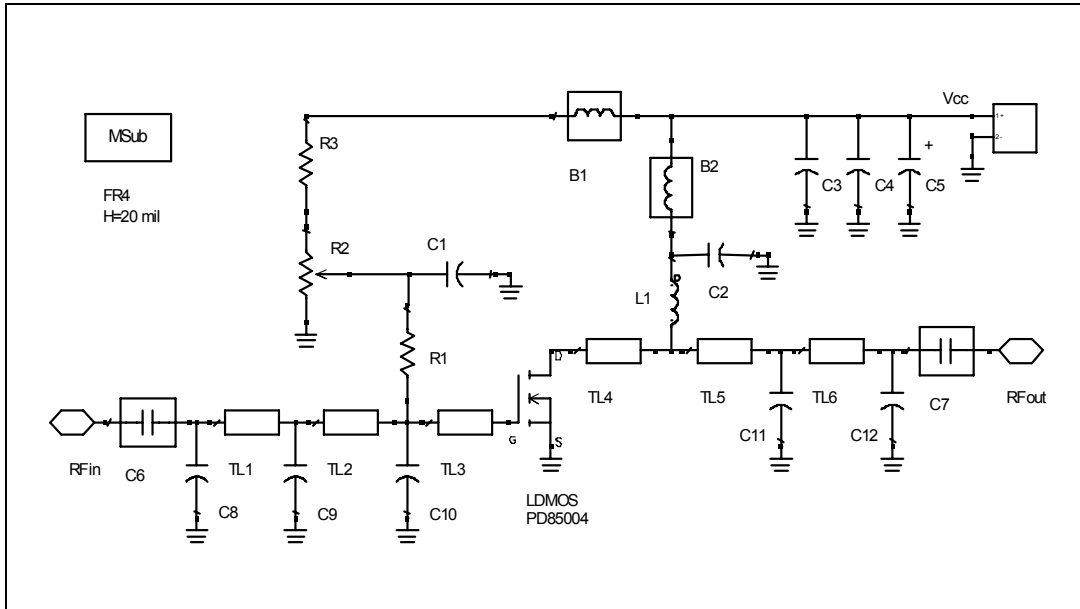 Vcc
1+
2-
MSub
FR4
H=20 mil
R3
B1
B2
C3
C4
C5
+
R2
C1
L1
P
C2
R1
D
G
S
TL4
TL5
TL6
C7
RFout
C11
C12
RFin
C6
TL1
TL2
TL3
C8
C9
C10
LDMOS
PD85004